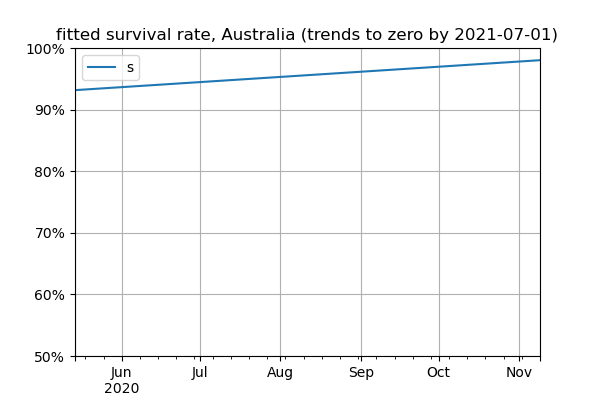 fitted survival rate, Australia (trends to zero by 2021-07-01)
s
100%
90%
80%
70%
60%
50%
Jun Jul Aug Sep Oct Nov
2020